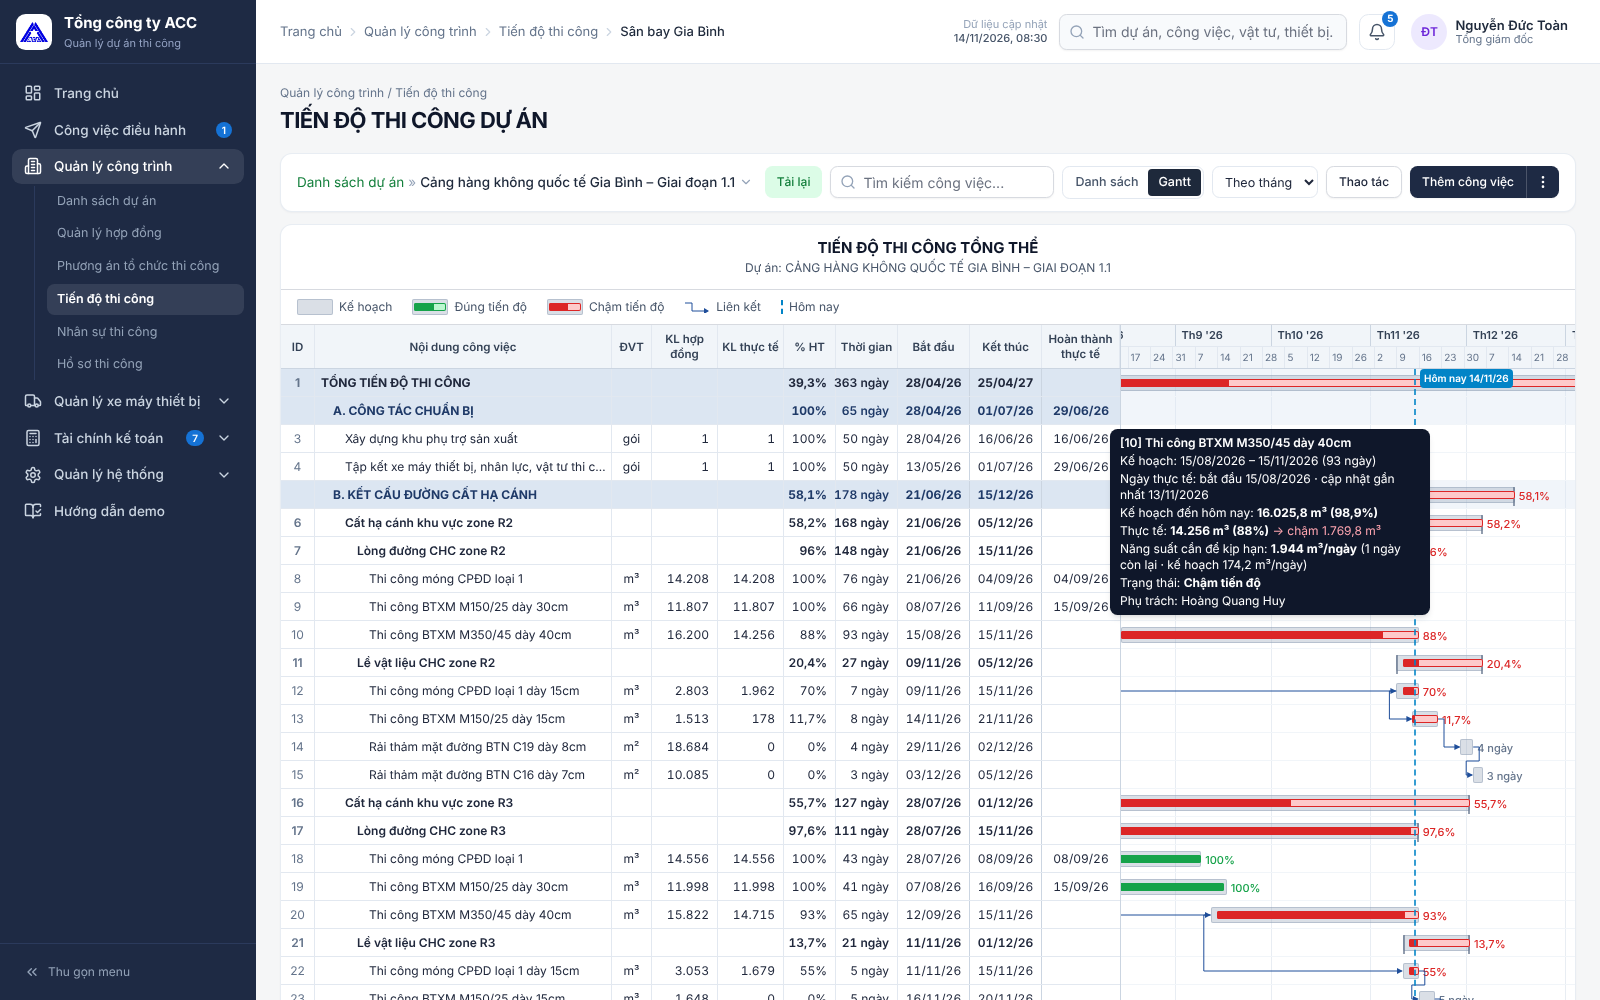 Tổng công ty ACC
Quản lý dự án thi công
Trang chủ
Công việc điều hành 1
Quản lý công trình
Danh sách dự án
Quản lý hợp đồng
Phương án tổ chức thi công
Tiến độ thi công
Nhân sự thi công
Hồ sơ thi công
Quản lý xe máy thiết bị
Tài chính kế toán 7
Quản lý hệ thống
Hướng dẫn demo
Thu gọn menu
Trang chủ > Quản lý công trình > Tiến độ thi công > Sân bay Gia Bình
Dữ liệu cập nhật
14/11/2026, 08:30
Tìm dự án, công việc, vật tư, thiết bị.
5
ĐT
Nguyễn Đức Toàn
Tổng giám đốc
Quản lý công trình / Tiến độ thi công
TIẾN ĐỘ THI CÔNG DỰ ÁN
Danh sách dự án » Cảng hàng không quốc tế Gia Bình – Giai đoạn 1.1
Tải lại
Tìm kiếm công việc...
Danh sách Gantt
Theo tháng
Thao tác
Thêm công việc
TIẾN ĐỘ THI CÔNG TỔNG THỂ
Dự án: CẢNG HÀNG KHÔNG QUỐC TẾ GIA BÌNH – GIAI ĐOẠN 1.1
Kế hoạch Đúng tiến độ Chậm tiến độ Liên kết Hôm nay
ID Nội dung công việc ĐVT KL hợp đồng KL thực tế % HT Thời gian Bắt đầu Kết thúc Hoàn thành thực tế
Th9 '26 Th10 '26 Th11 '26 Th12 '26
17 24 31 7 14 21 28 5 12 19 26 2 9 16 23 30 7 14 21 28
1 TỔNG TIẾN ĐỘ THI CÔNG 39,3% 363 ngày 28/04/26 25/04/27
Hôm nay 14/11/26
A. CÔNG TÁC CHUẨN BỊ 100% 65 ngày 28/04/26 01/07/26 29/06/26
3 Xây dựng khu phụ trợ sản xuất gói 1 1 100% 50 ngày 28/04/26 16/06/26 16/06/26
4 Tập kết xe máy thiết bị, nhân lực, vật tư thi c... gói 1 1 100% 50 ngày 13/05/26 01/07/26 29/06/26
B. KẾT CẤU ĐƯỜNG CẤT HẠ CÁNH 58,1% 178 ngày 21/06/26 15/12/26 58,1%
6 Cất hạ cánh khu vực zone R2 58,2% 168 ngày 21/06/26 05/12/26 58,2%
7 Lòng đường CHC zone R2 96% 148 ngày 21/06/26 15/11/26 6%
8 Thi công móng CPĐD loại 1 m³ 14.208 14.208 100% 76 ngày 21/06/26 04/09/26 04/09/26
9 Thi công BTXM M150/25 dày 30cm m³ 11.807 11.807 100% 66 ngày 08/07/26 11/09/26 15/09/26
10 Thi công BTXM M350/45 dày 40cm m³ 16.200 14.256 88% 93 ngày 15/08/26 15/11/26 88%
11 Lề vật liệu CHC zone R2 20,4% 27 ngày 09/11/26 05/12/26 20,4%
12 Thi công móng CPĐD loại 1 dày 15cm m³ 2.803 1.962 70% 7 ngày 09/11/26 15/11/26 70%
13 Thi công BTXM M150/25 dày 15cm m³ 1.513 178 11,7% 8 ngày 14/11/26 21/11/26 11,7%
14 Rải thảm mặt đường BTN C19 dày 8cm m² 18.684 0 0% 4 ngày 29/11/26 02/12/26 4 ngày
15 Rải thảm mặt đường BTN C16 dày 7cm m² 10.085 0 0% 3 ngày 03/12/26 05/12/26 3 ngày
16 Cất hạ cánh khu vực zone R3 55,7% 127 ngày 28/07/26 01/12/26 55,7%
17 Lòng đường CHC zone R3 97,6% 111 ngày 28/07/26 15/11/26 97,6%
18 Thi công móng CPĐD loại 1 m³ 14.556 14.556 100% 43 ngày 28/07/26 08/09/26 08/09/26 100%
19 Thi công BTXM M150/25 dày 30cm m³ 11.998 11.998 100% 41 ngày 07/08/26 16/09/26 15/09/26 100%
20 Thi công BTXM M350/45 dày 40cm m³ 15.822 14.715 93% 65 ngày 12/09/26 15/11/26 93%
21 Lề vật liệu CHC zone R3 13,7% 21 ngày 11/11/26 01/12/26 13,7%
22 Thi công móng CPĐD loại 1 dày 15cm m³ 3.053 1.679 55% 5 ngày 11/11/26 15/11/26 55%
23 Thi công BTXM M150/25 dày 15cm m³ 1.648 0 0% 5 ngày 16/11/26 20/11/26 5 ngày
[10] Thi công BTXM M350/45 dày 40cm
Kế hoạch: 15/08/2026 – 15/11/2026 (93 ngày)
Ngày thực tế: bắt đầu 15/08/2026 · cập nhật gần
nhất 13/11/2026
Kế hoạch đến hôm nay: 16.025,8 m³ (98,9%)
Thực tế: 14.256 m³ (88%) → chậm 1.769,8 m³
Năng suất cần để kịp hạn: 1.944 m³/ngày (1 ngày
còn lại · kế hoạch 174,2 m³/ngày)
Trạng thái: Chậm tiến độ
Phụ trách: Hoàng Quang Huy